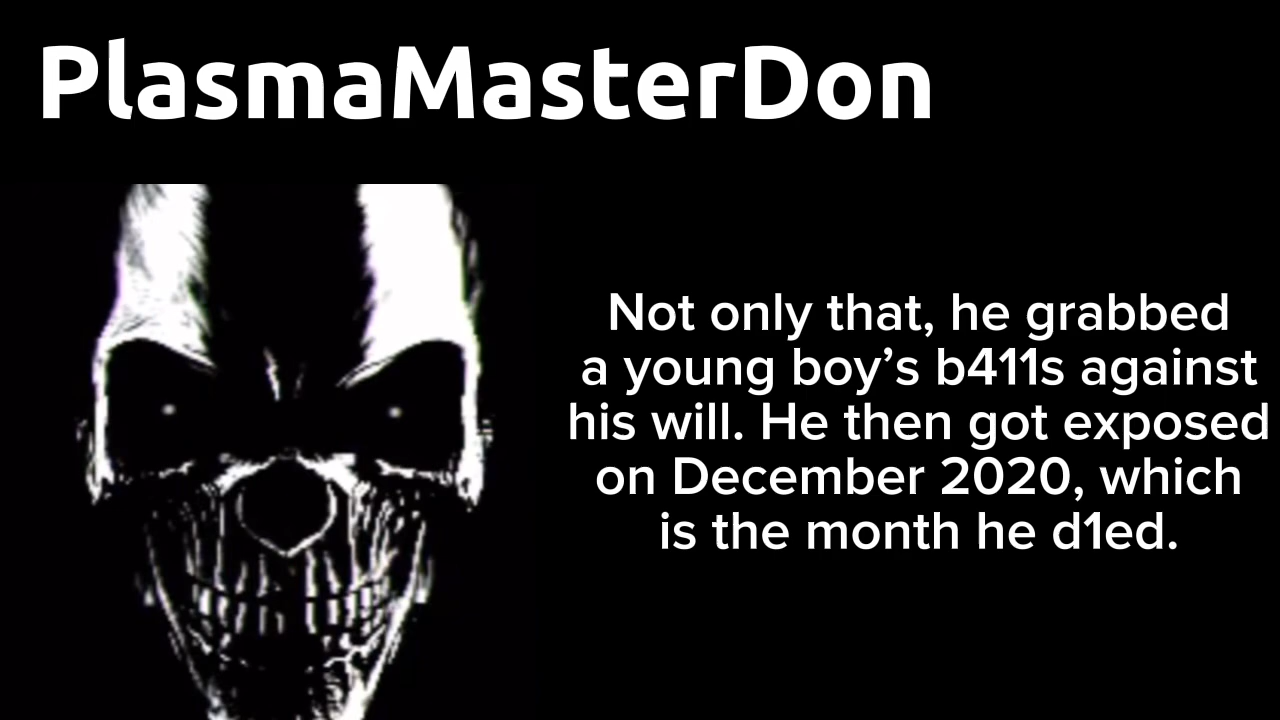 PlasmaMasterDon
Not only that, he grabbed
a young boy’s b411s against
his will. He then got exposed
on December 2020, which
is the month he d1ed.